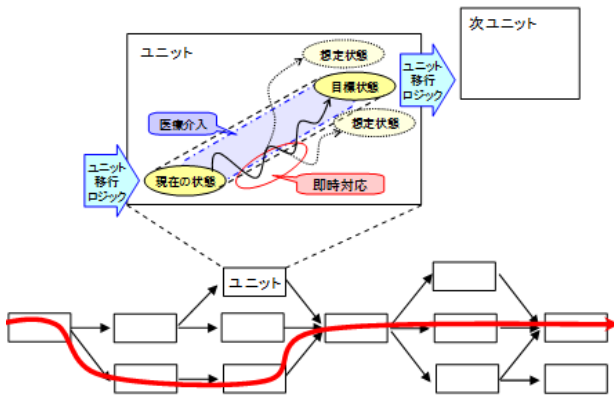 ユニット
想定状態
目標状態
医療介入
想定状態
現在の状態
即時対応
ユニット
移行
ロジック
ユニット
移行
ロジック
次ユニット
ユニット